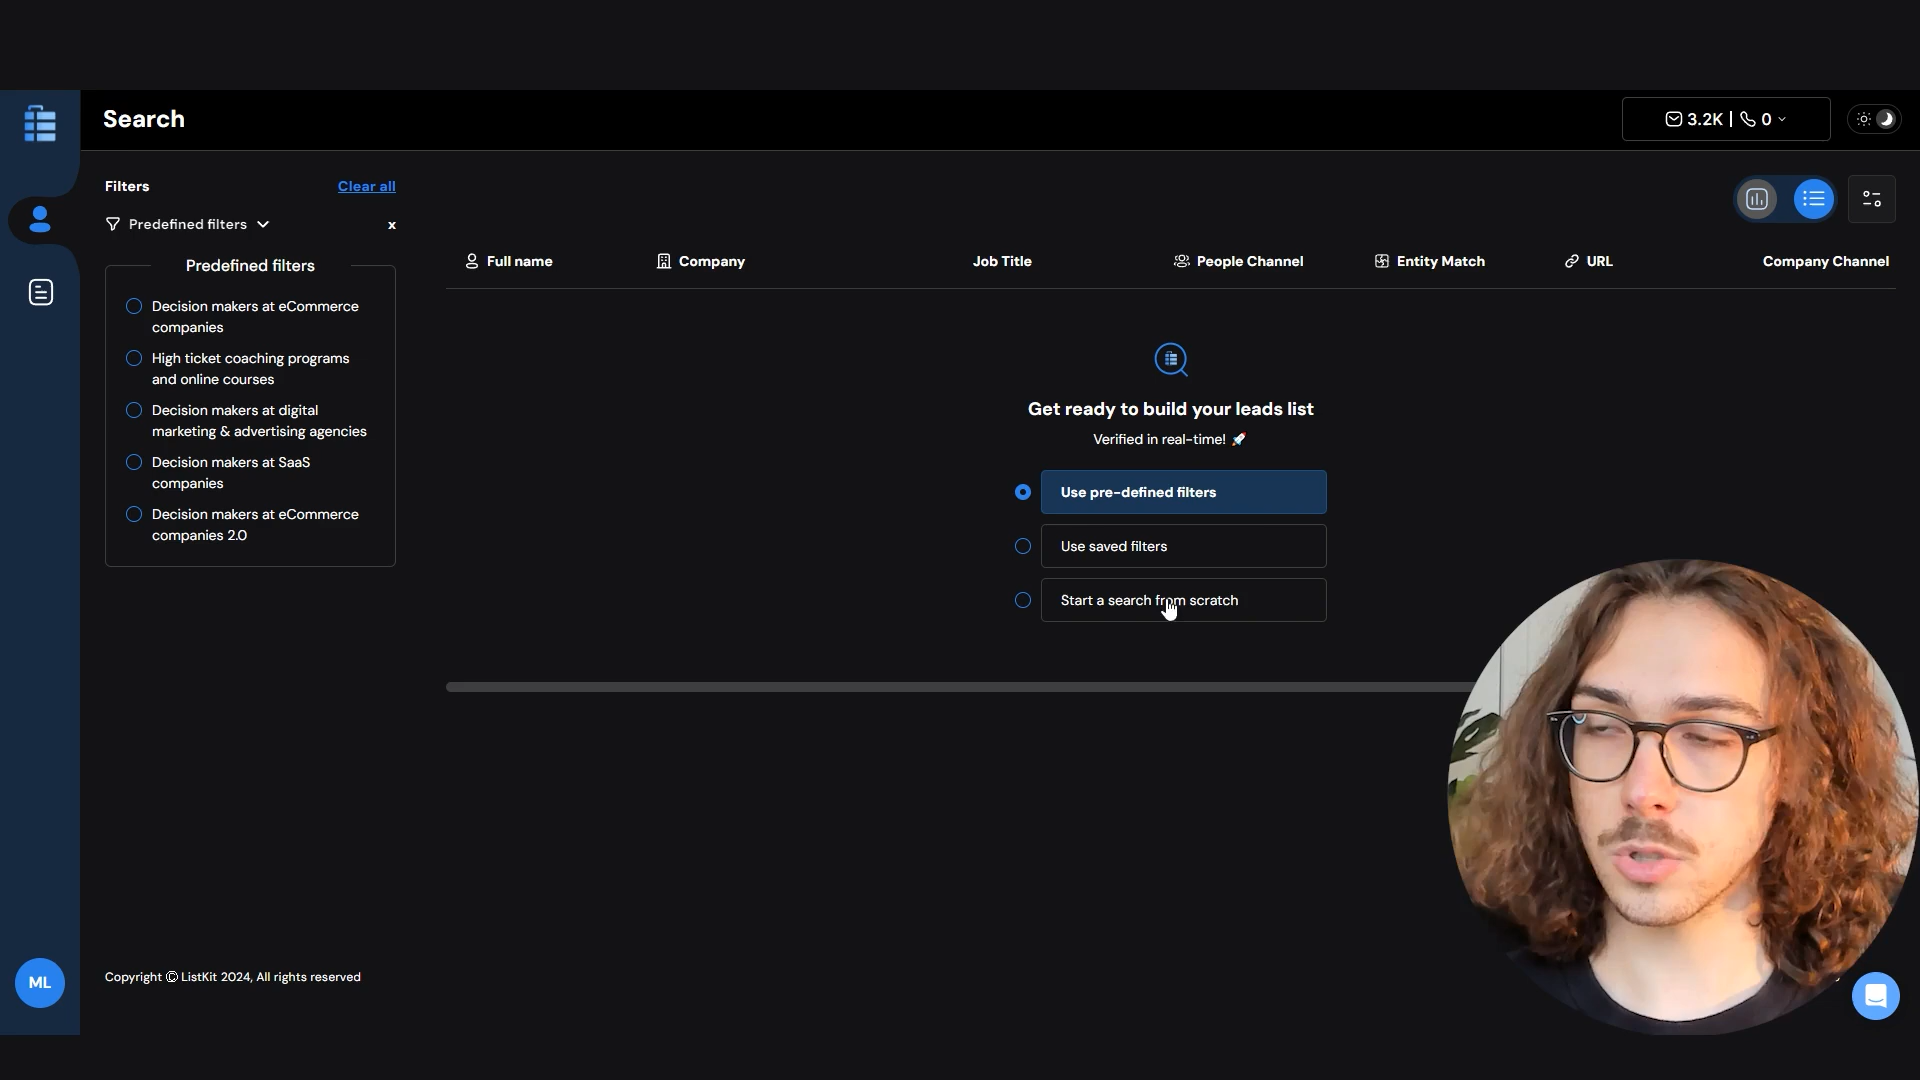 Search
3.2K | 0
Filters
Clear all
Predefined filters
x
Predefined filters
Decision makers at eCommerce
companies
High ticket coaching programs
and online courses
Decision makers at digital
marketing & advertising agencies
Decision makers at SaaS
companies
Decision makers at eCommerce
companies 2.0
Full name
Company
Job Title
People Channel
Entity Match
URL
Company Channel
Get ready to build your leads list
Verified in real-time! 🚀
Use pre-defined filters
Use saved filters
Start a search from scratch
ML
Copyright © ListKit 2024, All rights reserved